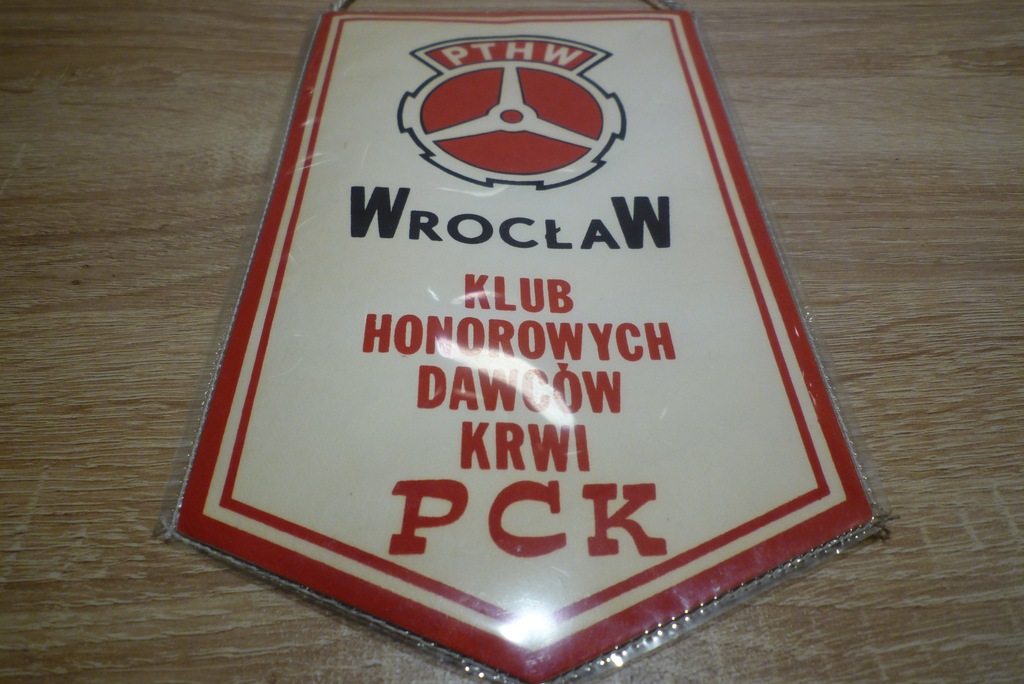 PTHW
WROCŁAW
KLUB
HONOROWYCH
DAWCÓW
KRWI
PCK